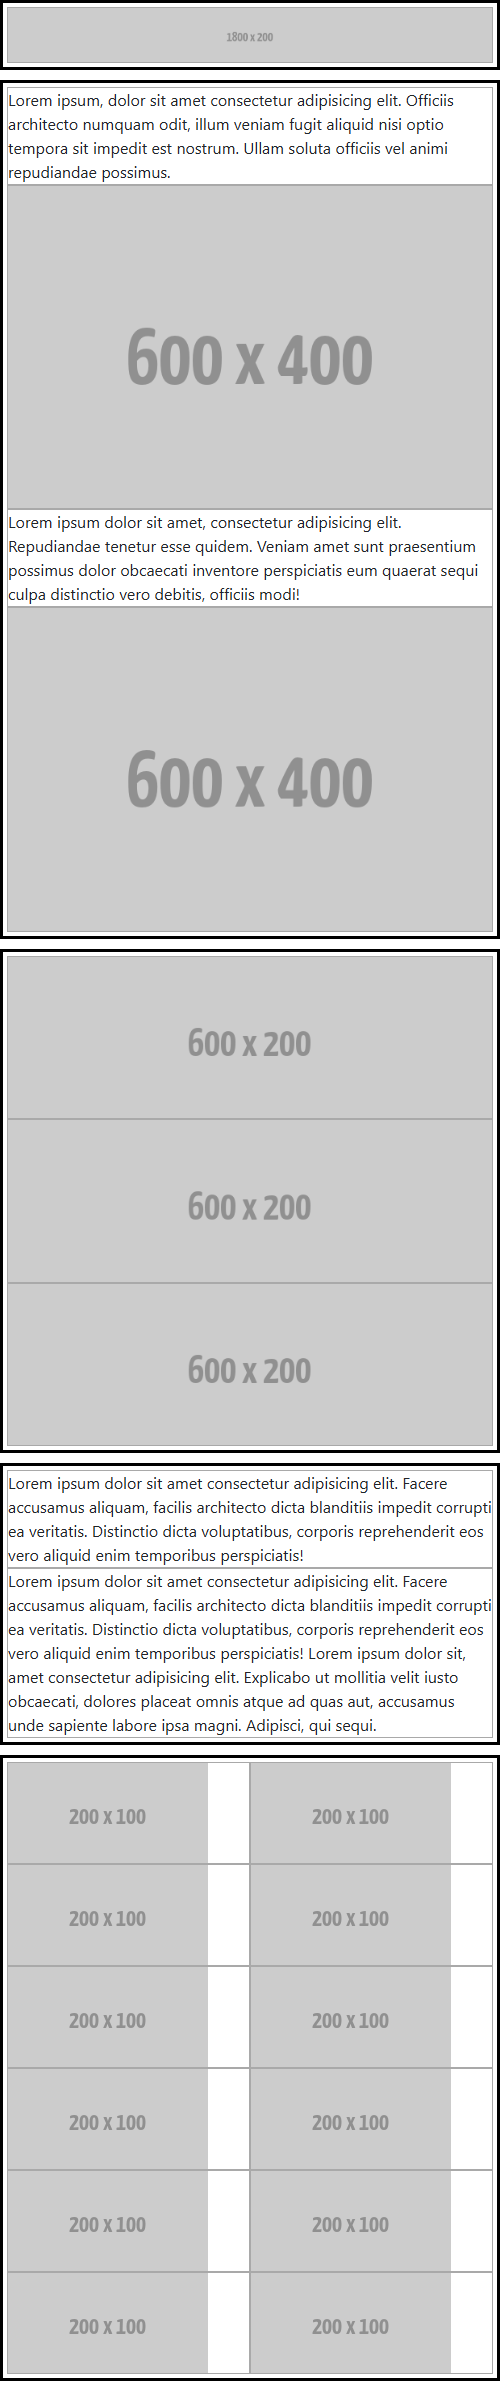 1800 x 200
Lorem ipsum, dolor sit amet consectetur adipisicing elit. Officiis
architecto numquam odit, illum veniam fugit aliquid nisi optio
tempora sit impedit est nostrum. Ullam soluta officiis vel animi
repudiandae possimus.
600 x 400
Lorem ipsum dolor sit amet, consectetur adipisicing elit.
Repudiandae tenetur esse quidem. Veniam amet sunt praesentium
possimus dolor obcaecati inventore perspiciatis eum quaerat sequi
culpa distinctio vero debitis, officiis modi!
600 x 400
600 x 200
600 x 200
600 x 200
Lorem ipsum dolor sit amet consectetur adipisicing elit. Facere
accusamus aliquam, facilis architecto dicta blanditiis impedit corrupti
ea veritatis. Distinctio dicta voluptatibus, corporis reprehenderit eos
vero aliquid enim temporibus perspiciatis!
Lorem ipsum dolor sit amet consectetur adipisicing elit. Facere
accusamus aliquam, facilis architecto dicta blanditiis impedit corrupti
ea veritatis. Distinctio dicta voluptatibus, corporis reprehenderit eos
vero aliquid enim temporibus perspiciatis! Lorem ipsum dolor sit,
amet consectetur adipisicing elit. Explicabo ut mollitia velit iusto
obcaecati, dolores placeat omnis atque ad quas aut, accusamus
unde sapiente labore ipsa magni. Adipisci, qui sequi.
200 x 100 200 x 100
200 x 100 200 x 100
200 x 100 200 x 100
200 x 100 200 x 100
200 x 100 200 x 100
200 x 100 200 x 100